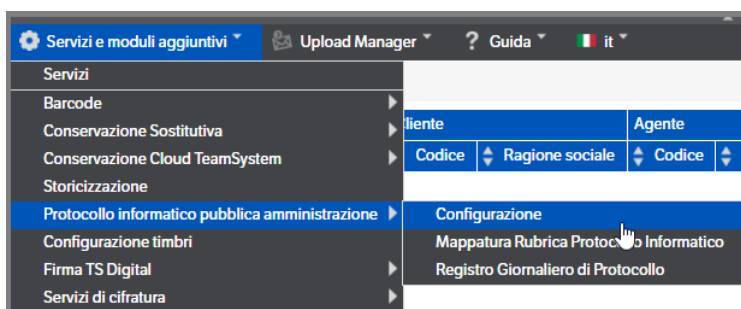 Servizi e moduli aggiuntivi Upload Manager ? Guida it
Servizi
Barcode
Conservazione Sostitutiva
Conservazione Cloud TeamSystem
Storicizzazione
Protocollo informatico pubblica amministrazione
Configurazione timbri
Firma TS Digital
Servizi di cifratura
liente Agente
Codice Ragione sociale Codice
Configurazione
Mappatura Rubrica Protocollo Informatico
Registro Giornaliero di Protocollo